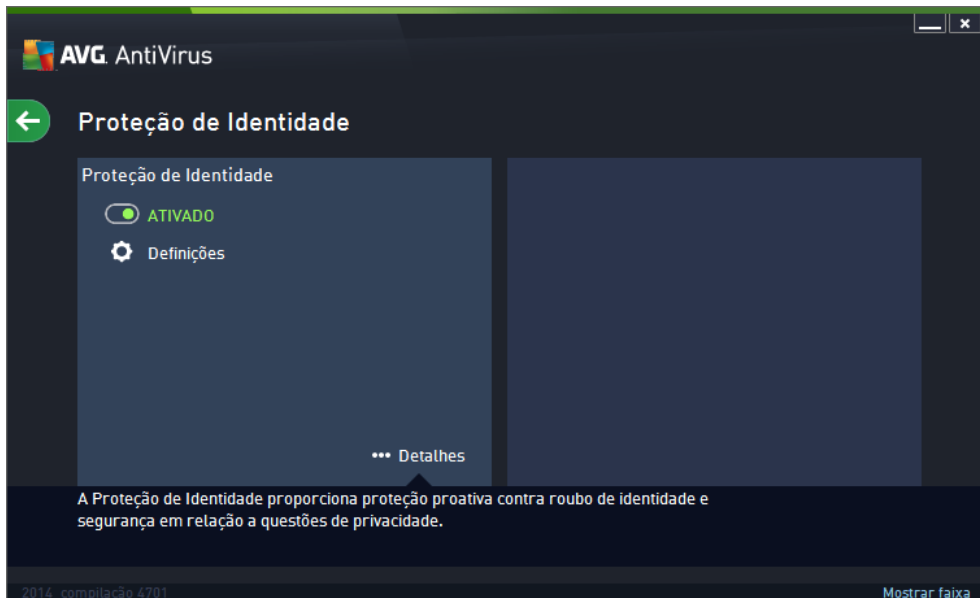 AVG. AntiVirus
Proteção de Identidade
Proteção de Identidade
ATIVADO
Definições
••• Detalhes
A Proteção de Identidade proporciona proteção proativa contra roubo de identidade e
segurança em relação a questões de privacidade.
2014 compilação 4701
Mostrar faixa